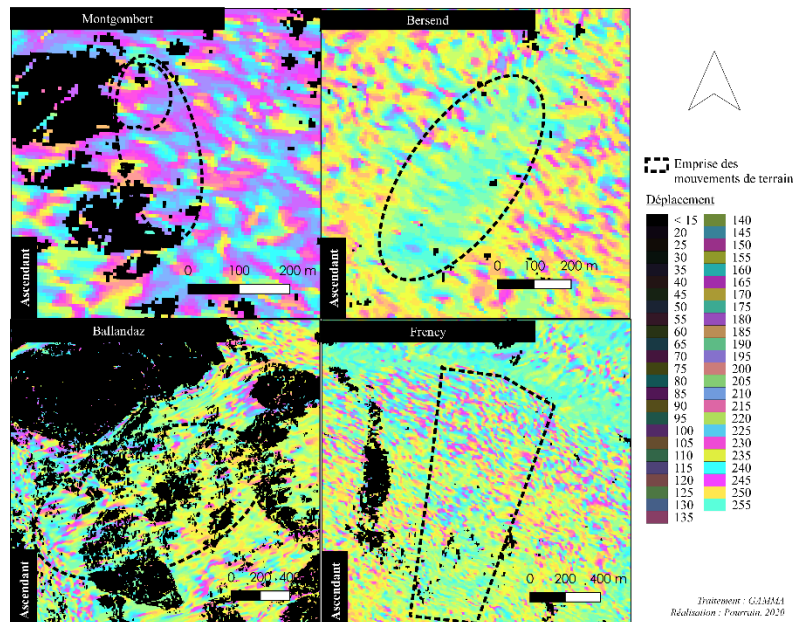 Montgombert
Bersend
Ascendant
0 100 200 m
Ascendant
0 100 200 m
Ballandaz
Freney
Ascendant
0 200 400
Ascendant
0 200 400 m
Emprise des
mouvements de terrain
Déplacement
< 15 140
20 145
25 150
30 155
35 160
40 165
45 170
50 175
55 180
60 185
65 190
70 195
75 200
80 205
85 210
90 215
95 220
100 225
105 230
110 235
115 240
120 245
125 250
130 255
135
Traitement : GAMMA
Réalisation : Pourrain, 2020